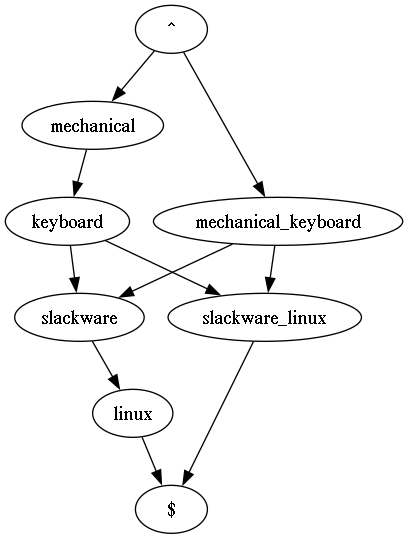 ^
mechanical
keyboard
mechanical_keyboard
slackware
slackware_linux
linux
$